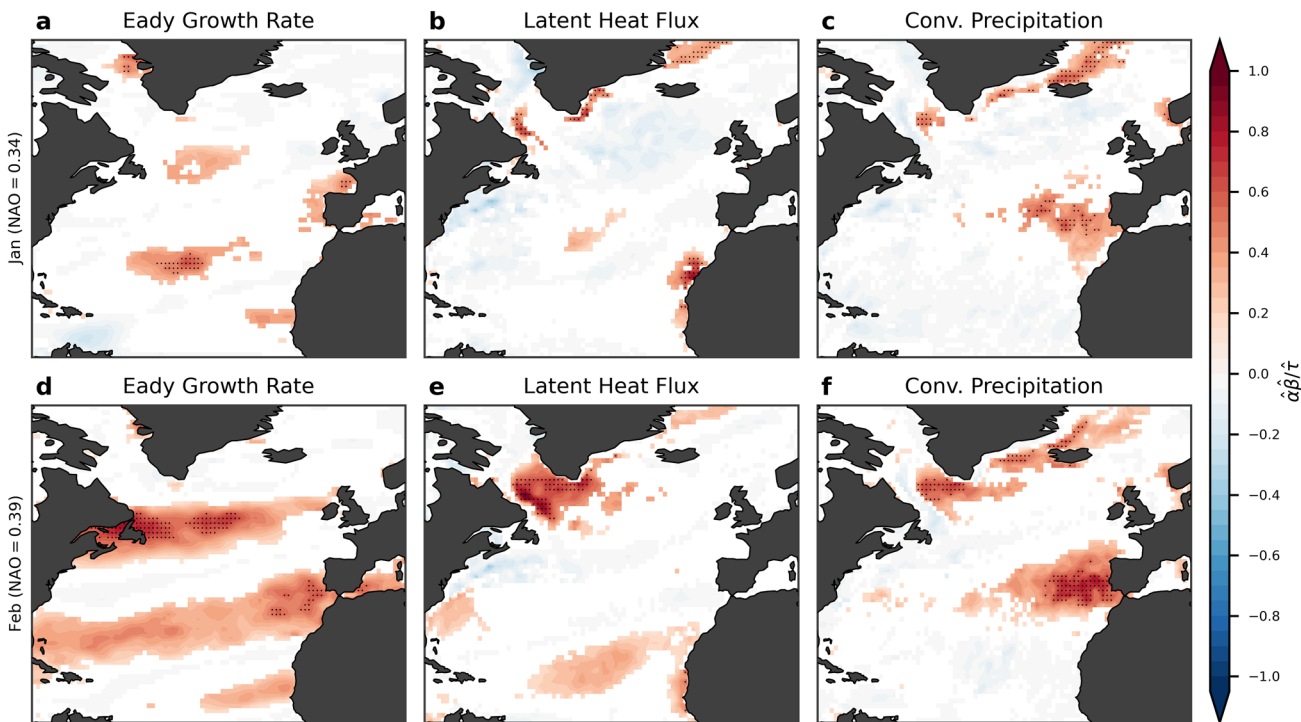 a Eady Growth Rate
b Latent Heat Flux
c Conv. Precipitation
Jan (NAO = 0.34)
d Eady Growth Rate
e Latent Heat Flux
f Conv. Precipitation
Feb (NAO = 0.39)
1.0
0.8
0.6
0.4
0.2
0.0
−0.2
−0.4
−0.6
−0.8
−1.0
α̂β̂/τ̂